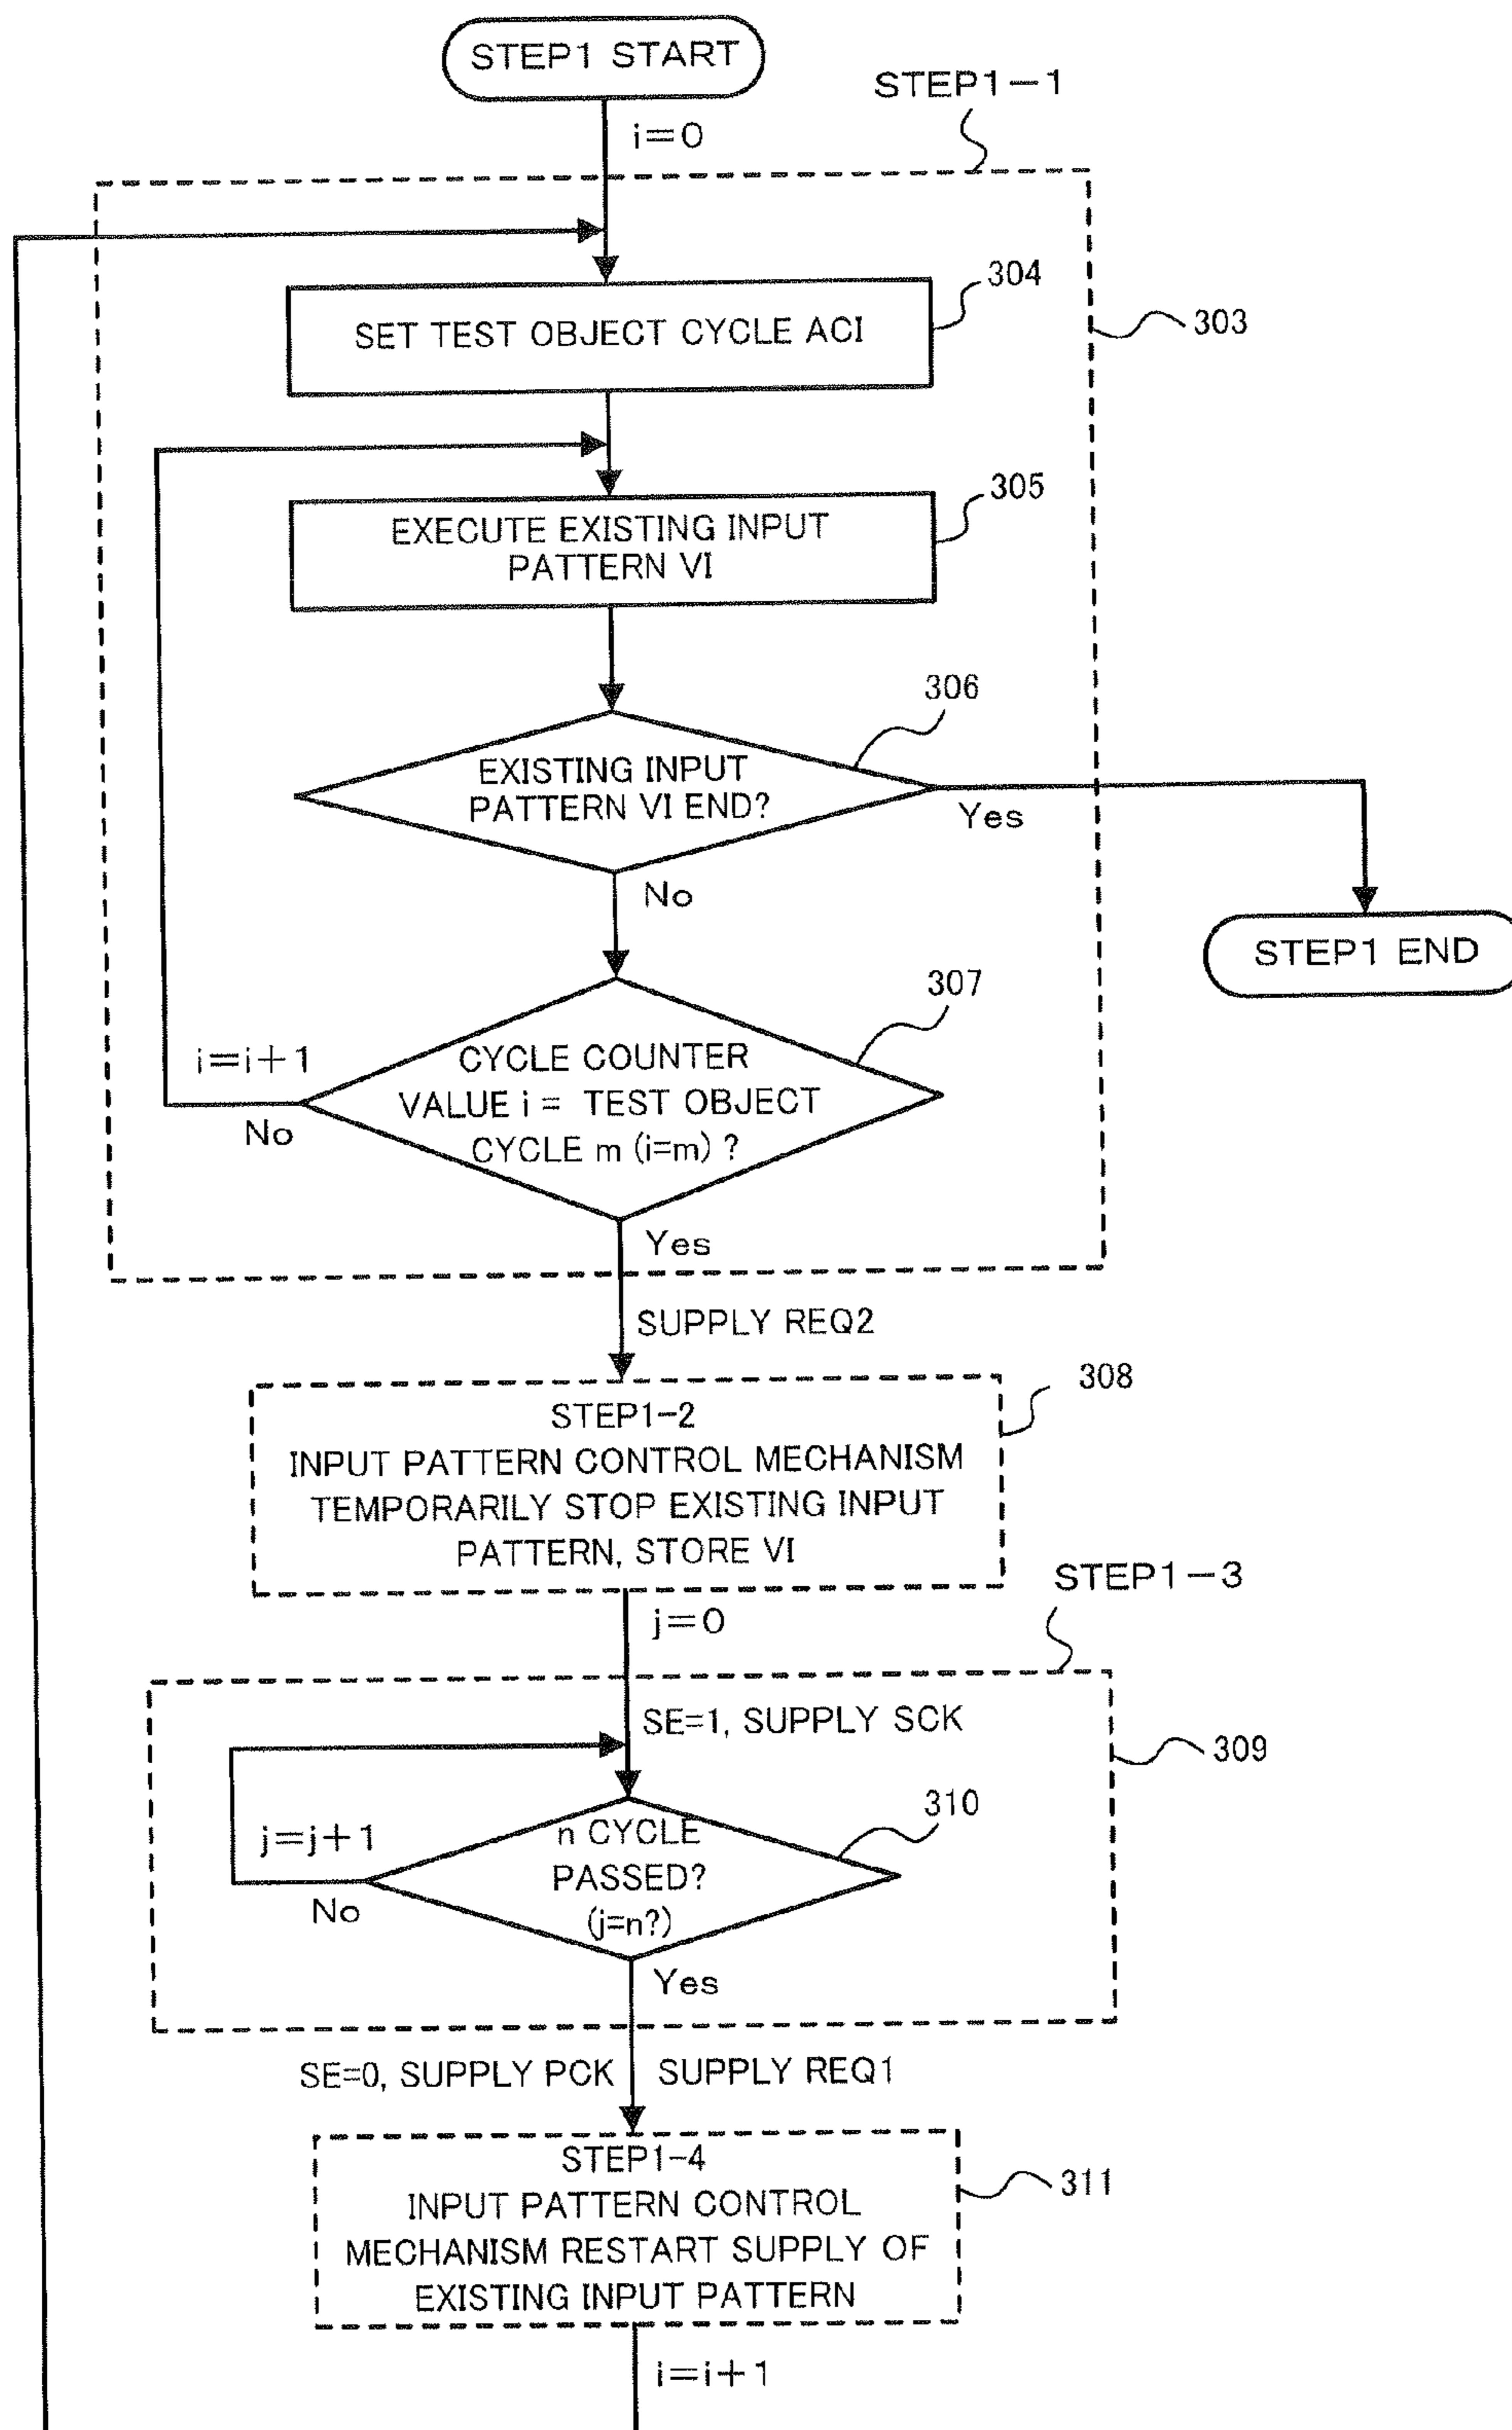 STEP1 START
STEP1-1
i=0
304
SET TEST OBJECT CYCLE ACI
303
305
EXECUTE EXISTING INPUT
PATTERN VI
306
EXISTING INPUT
PATTERN VI END?
Yes
No
STEP1 END
307
i=i+1
CYCLE COUNTER
VALUE i = TEST OBJECT
CYCLE m (i=m) ?
No
Yes
SUPPLY REQ2
308
STEP1-2
INPUT PATTERN CONTROL MECHANISM
TEMPORARILY STOP EXISTING INPUT
PATTERN, STORE VI
STEP1-3
j=0
SE=1, SUPPLY SCK
309
310
j=j+1
n CYCLE
PASSED?
(j=n?)
No
Yes
SE=0, SUPPLY PCK SUPPLY REQ1
STEP1-4
311
INPUT PATTERN CONTROL
MECHANISM RESTART SUPPLY OF
EXISTING INPUT PATTERN
i=i+1